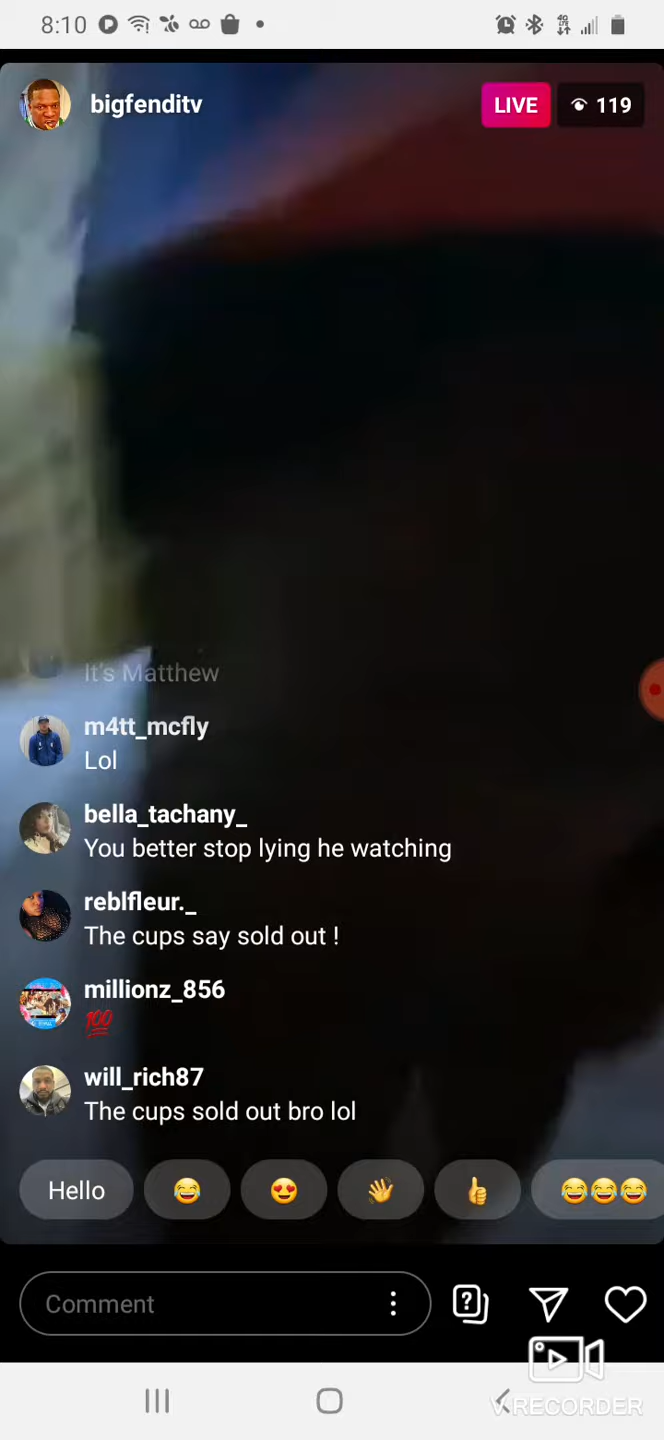 8:10
bigfenditv
LIVE
119
It's Matthew
m4tt_mcfly
Lol
bella_tachany_
You better stop lying he watching
reblfleur._
The cups say sold out !
millionz_856
💯
will_rich87
The cups sold out bro lol
Hello
😂 😍 👋 👍 😂😂😂
Comment
V RECORDER